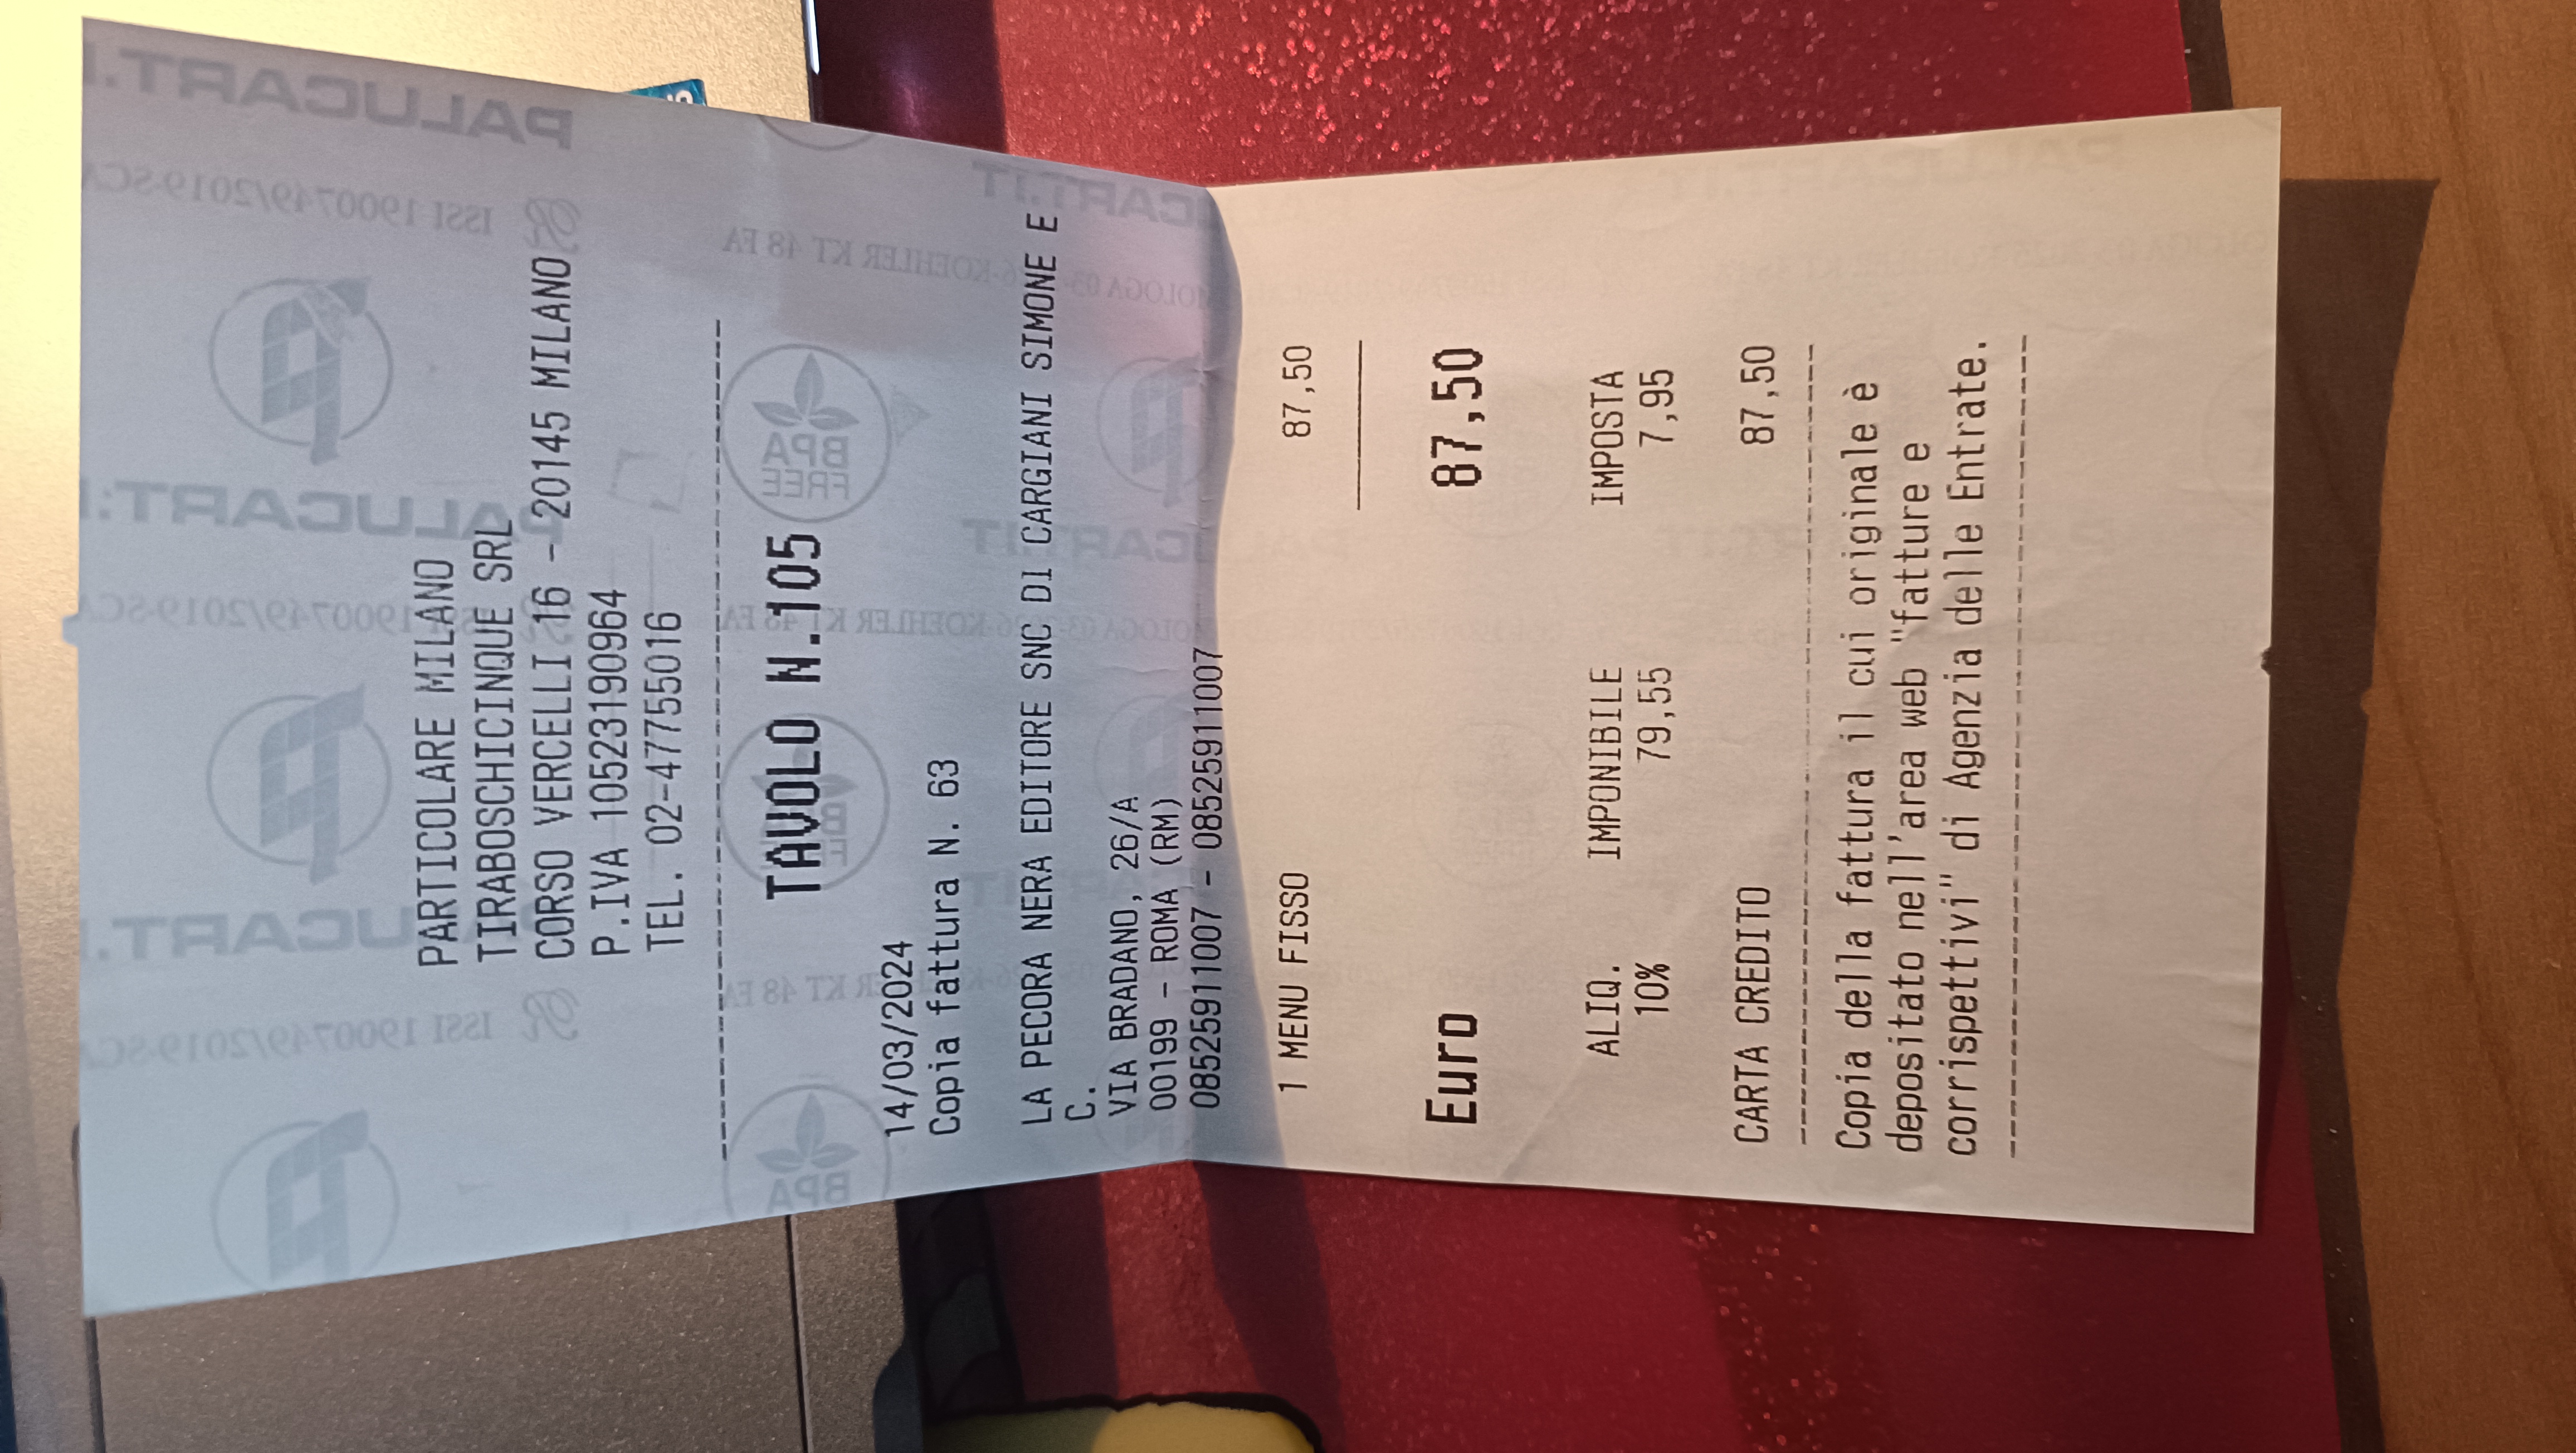 PARTICOLARE MILANO
TIRABOSCHICINQUE SRL
CORSO VERCELLI 16 - 20145 MILANO
P.IVA 10523190964
TEL. 02-47755016
TAVOLO N.105
14/03/2024
Copia fattura N. 63
LA PECORA NERA EDITORE SNC DI CARGIANI SIMONE E
C.
VIA BRADANO, 26/A
00199 - ROMA (RM)
08525911007 - 08525911007
1 MENU FISSO 87,50
Euro 87,50
ALIQ. IMPONIBILE IMPOSTA
10% 79,55 7,95
CARTA CREDITO 87,50
Copia della fattura il cui originale è
depositato nell'area web "fatture e
corrispettivi" di Agenzia delle Entrate.